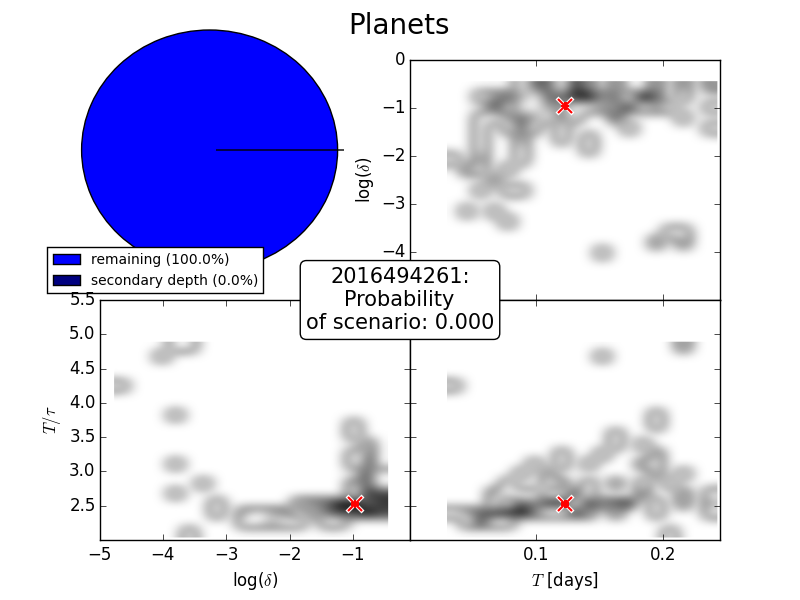 Planets
remaining (100.0%)
secondary depth (0.0%)
0
−1
−2
−3
−4
log(δ)
2016494261:
Probability
of scenario: 0.000
5.5
5.0
4.5
4.0
3.5
3.0
2.5
T/τ
−5 −4 −3 −2 −1
log(δ)
0.1 0.2
T [days]